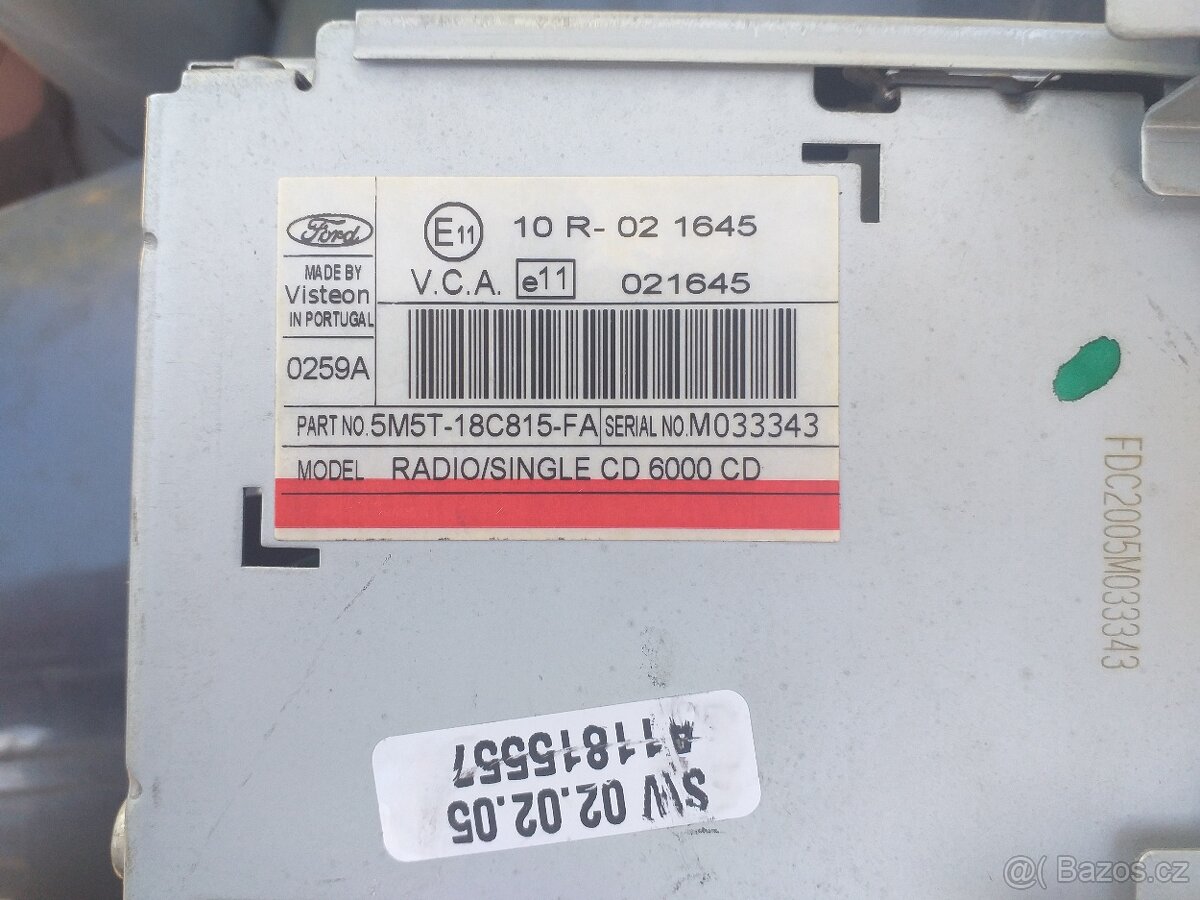 Ford
MADE BY
Visteon
IN PORTUGAL
0259A
E11 10 R- 02 1645
V.C.A. e11 021645
PART NO. 5M5T-18C815-FA SERIAL NO. M033343
MODEL RADIO/SINGLE CD 6000 CD
FDC2005M033343
SW 02.02.05
A11815557
@( Bazos.cz